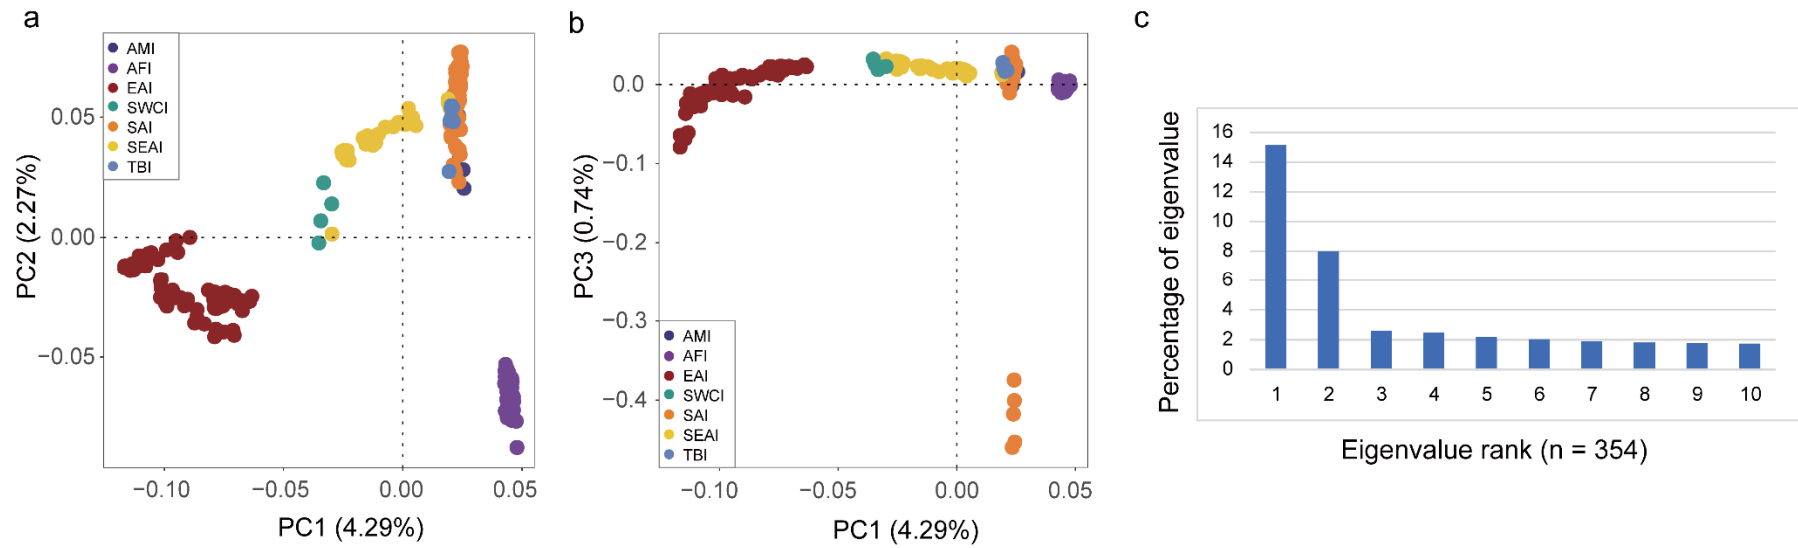 a
AMI
AFI
EAI
SWCI
SAI
SEAI
TBI
0.05
0.00
−0.05
PC2 (2.27%)
−0.10
−0.05
0.00
0.05
PC1 (4.29%)
b
0.0
−0.1
−0.2
−0.3
−0.4
PC3 (0.74%)
AMI
AFI
EAI
SWCI
SAI
SEAI
TBI
−0.10
−0.05
0.00
0.05
PC1 (4.29%)
c
Percentage of eigenvalue
16
14
12
10
8
6
4
2
0
1 2 3 4 5 6 7 8 9 10
Eigenvalue rank (n = 354)